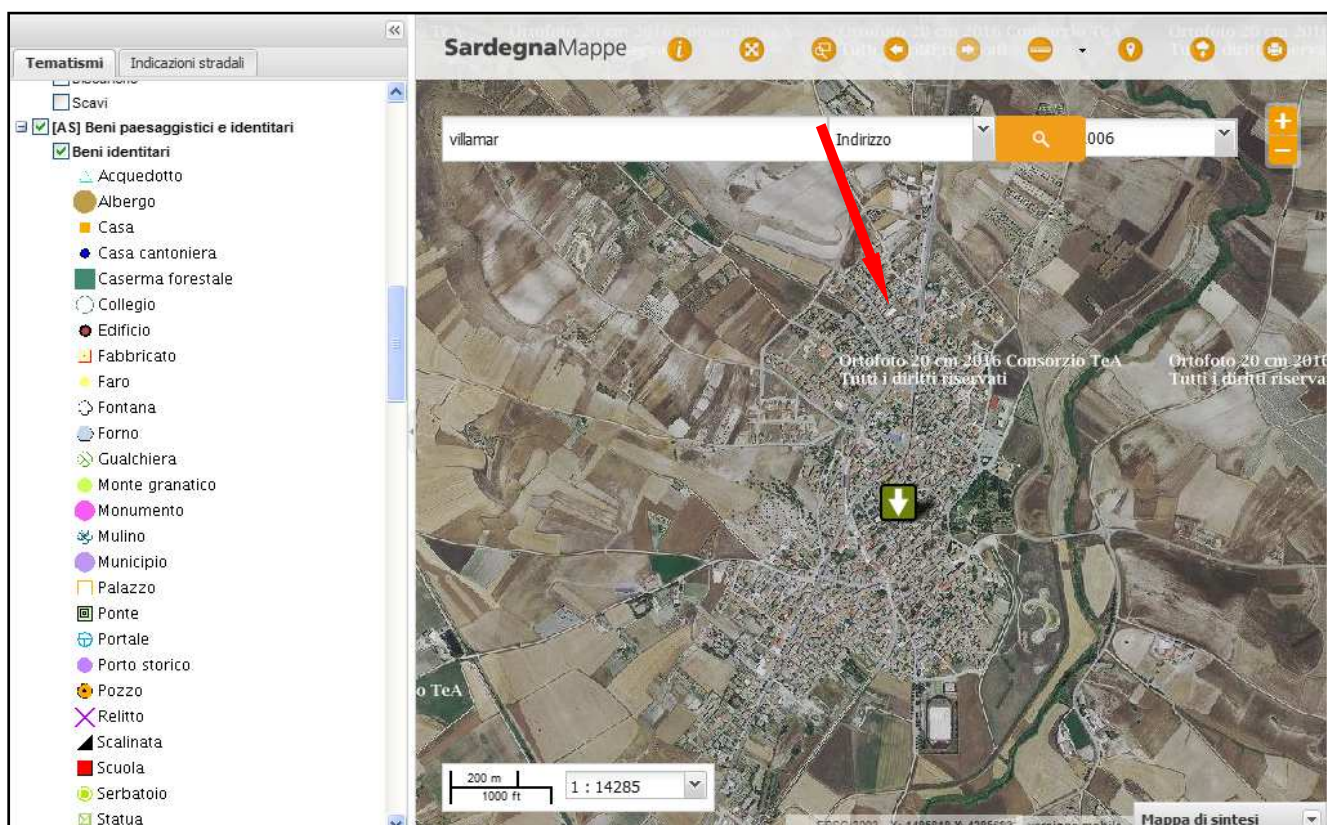 SardegnaMappe
Tematismi
Indicazioni stradali
Scavi
[AS] Beni paesaggistici e identitari
Beni identitari
Acquedotto
Albergo
Casa
Casa cantoniera
Caserma forestale
Collegio
Edificio
Fabbricato
Faro
Fontana
Forno
Gualchiera
Monte granatico
Monumento
Mulino
Municipio
Palazzo
Ponte
Portale
Porto storico
Pozzo
Relitto
Scalinata
Scuola
Serbatoio
Statua
villamar
Indirizzo
006
Ortofoto 20 cm 2016 Consorzio TeA
Tutti i diritti riservati
Ortofoto 20 cm 2016
Tutti i diritti riserva
o TeA
200 m
1000 ft
1 : 14285
Mappa di sintesi